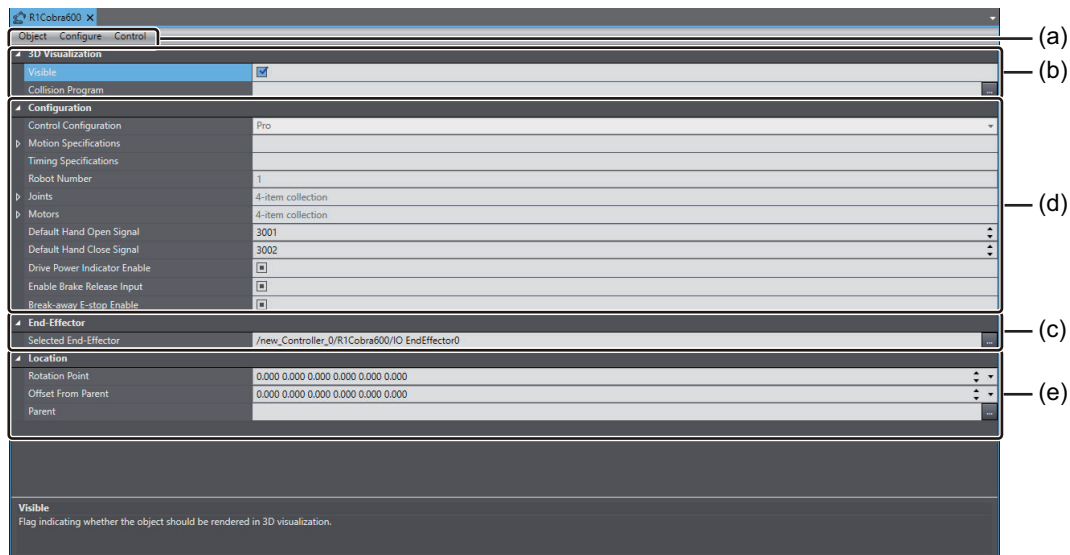 R1Cobra600
Object Configure Control
(a)
3D Visualization
Visible
(b)
Collision Program
...
Configuration
Control Configuration Pro
Motion Specifications
Timing Specifications
Robot Number 1
Joints 4-item collection
(d)
Motors 4-item collection
Default Hand Open Signal 3001
Default Hand Close Signal 3002
Drive Power Indicator Enable
Enable Brake Release Input
Break-away E-stop Enable
End-Effector
(c)
Selected End-Effector /new_Controller_0/R1Cobra600/IO EndEffector0 ...
Location
Rotation Point 0.000 0.000 0.000 0.000 0.000 0.000
Offset From Parent 0.000 0.000 0.000 0.000 0.000 0.000
(e)
Parent ...
Visible
Flag indicating whether the object should be rendered in 3D visualization.